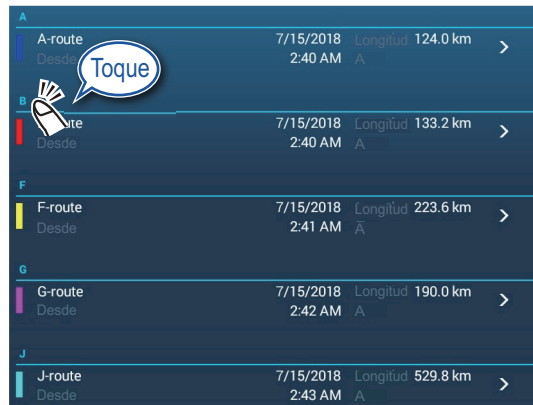 A
A-route 7/15/2018 Longitud 124.0 km
Desde 2:40 AM A
Toque
B
7/15/2018 Longitud 133.2 km
Desde 2:40 AM A
F
F-route 7/15/2018 Longitud 223.6 km
Desde 2:41 AM A
G
G-route 7/15/2018 Longitud 190.0 km
Desde 2:42 AM A
J
J-route 7/15/2018 Longitud 529.8 km
Desde 2:43 AM A